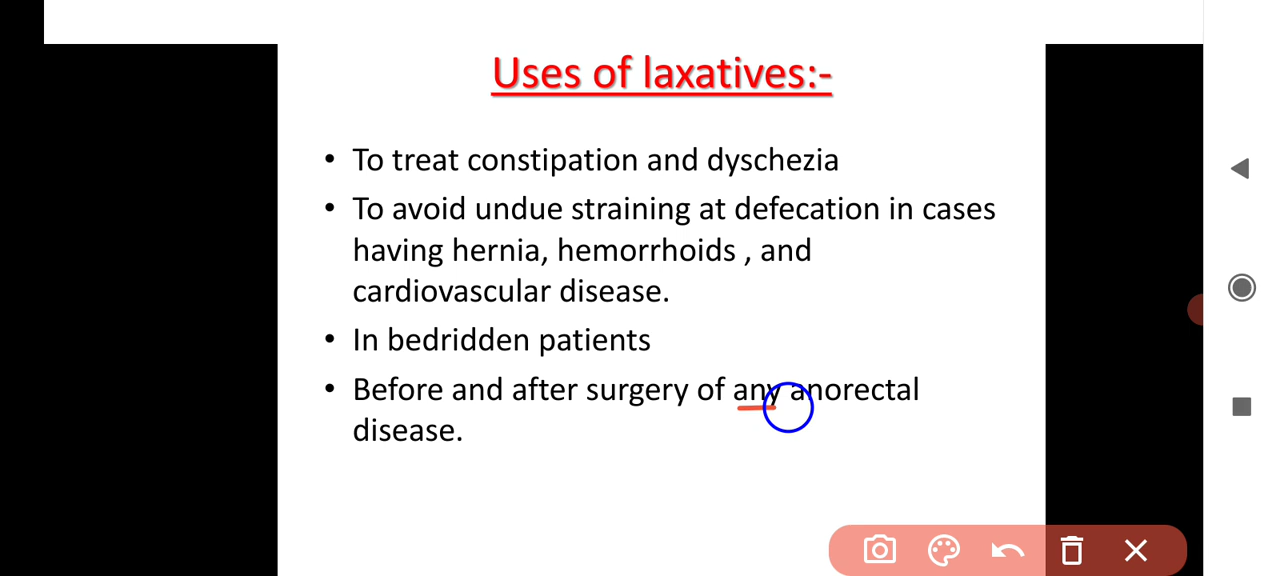 Uses of laxatives:-
• To treat constipation and dyschezia
• To avoid undue straining at defecation in cases
having hernia, hemorrhoids , and
cardiovascular disease.
• In bedridden patients
• Before and after surgery of any anorectal
disease.